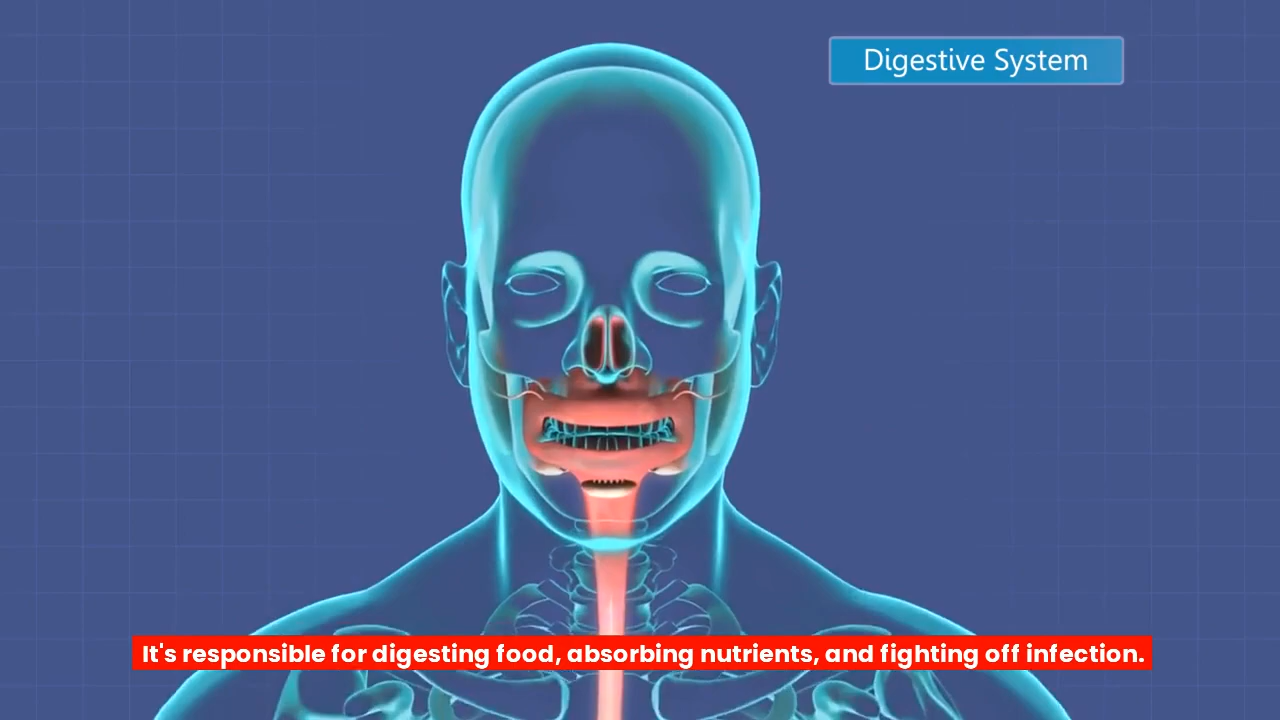 Digestive System
It's responsible for digesting food, absorbing nutrients, and fighting off infection.